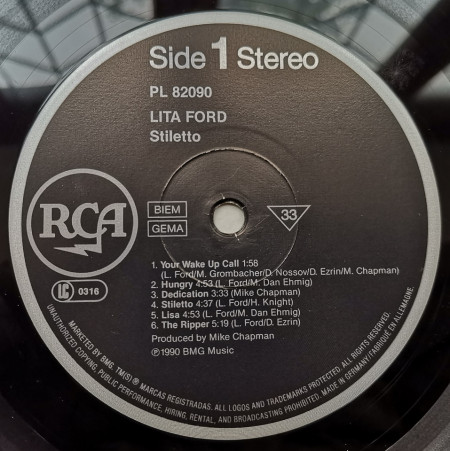 Side 1 Stereo
PL 82090
LITA FORD
Stiletto
RCA
BIEM
GEMA
33
LC 0316
1. Your Wake Up Call 1:58
(L. Ford/M. Grombacher/D. Nossov/D. Ezrin/M. Chapman)
2. Hungry 4:53 (L. Ford/M. Dan Ehmig)
3. Dedication 3:33 (Mike Chapman)
4. Stiletto 4:37 (L. Ford/H. Knight)
5. Lisa 4:53 (L. Ford/M. Dan Ehmig)
6. The Ripper 5:19 (L. Ford/D. Ezrin)
Produced by Mike Chapman
℗1990 BMG Music
MARKETED BY BMG. TM(S) ® MARCAS REGISTRADAS. ALL LOGOS AND TRADEMARKS PROTECTED. ALL RIGHTS RESERVED.
UNAUTHORIZED COPYING, PUBLIC PERFORMANCE, HIRING, RENTAL, AND BROADCASTING PROHIBITED. MADE IN GERMANY/FABRIQUÉ EN ALLEMAGNE.